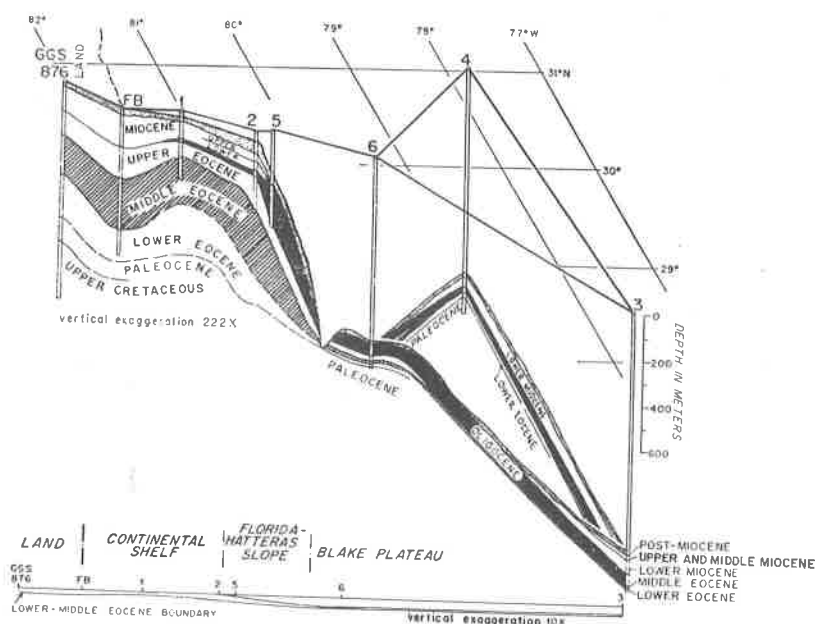 82°
81°
80°
79°
78°
77° W
GGS
876
LAND
FB
1
2
5
6
4
31° N
30°
29°
3
MIOCENE
UPPER
EOCENE
MIDDLE EOCENE
LOWER
EOCENE
PALEOCENE
UPPER CRETACEOUS
vertical exaggeration 222X
PALEOCENE
PALEOCENE
LOWER MIOCENE
LOWER EOCENE
OLIGOCENE
0
200
400
600
DEPTH IN METERS
POST-MIOCENE
UPPER AND MIDDLE MIOCENE
LOWER MIOCENE
MIDDLE EOCENE
LOWER EOCENE
LAND
CONTINENTAL
SHELF
FLORIDA-
HATTERAS
SLOPE
BLAKE PLATEAU
GGS
876
FB
1
2
5
6
3
LOWER-MIDDLE EOCENE BOUNDARY
vertical exaggeration 10X